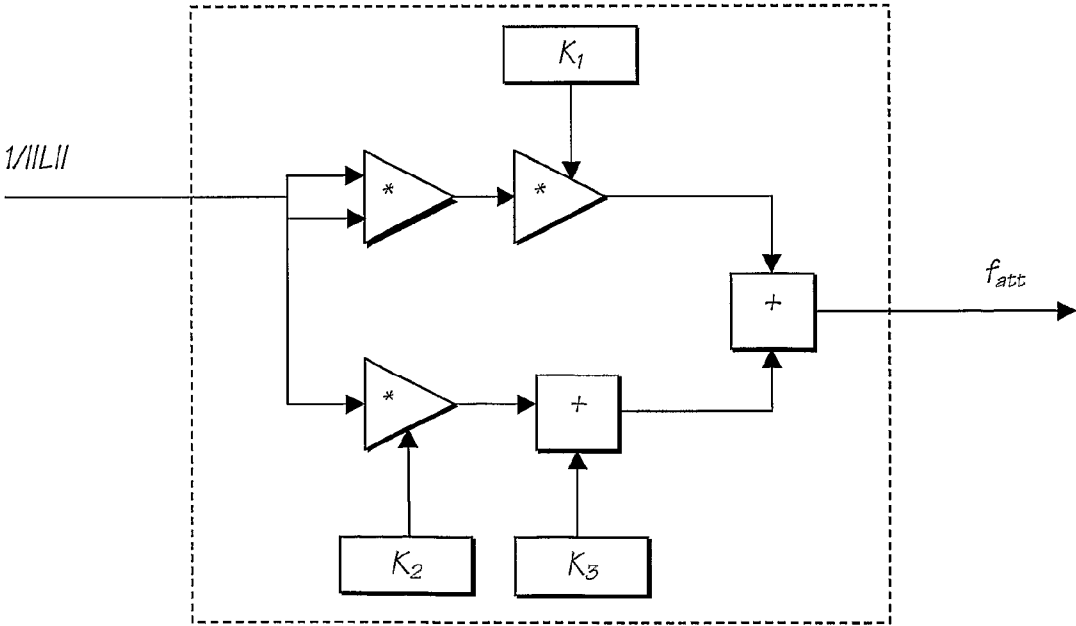 K₁
1/||L||
*
*
+
f_att
*
+
K₂
K₃